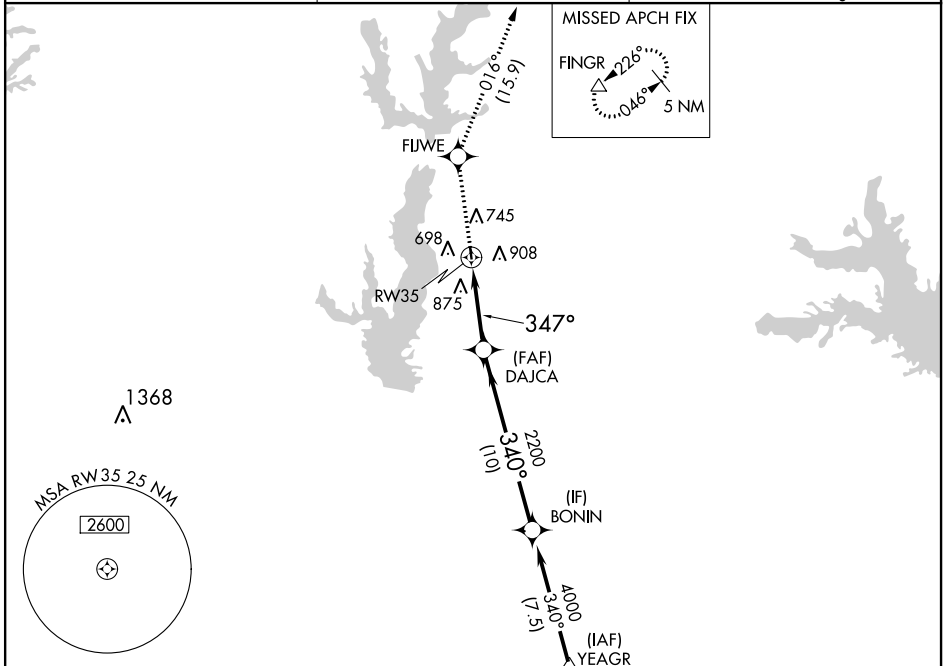 MISSED APCH FIX
FINGR
226°
046°
5 NM
016°
(15.9)
FIJWE
745
698
908
RW35
875
347°
(FAF)
DAJCA
1368
2200
340°
(10)
MSA RW35 25 NM
2600
(IF)
BONIN
4000
340°
(7.5)
(IAF)
YEAGR